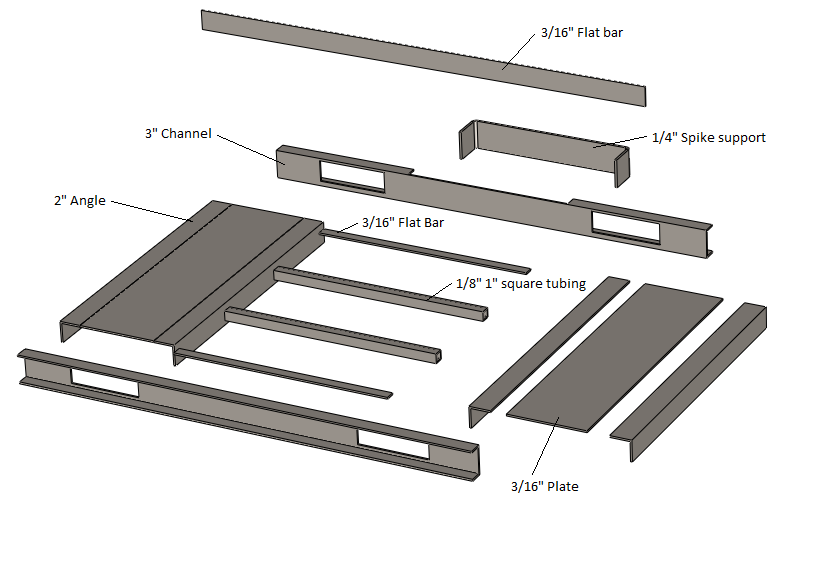 3/16" Flat bar
3" Channel
1/4" Spike support
2" Angle
3/16" Flat Bar
1/8" 1" square tubing
3/16" Plate